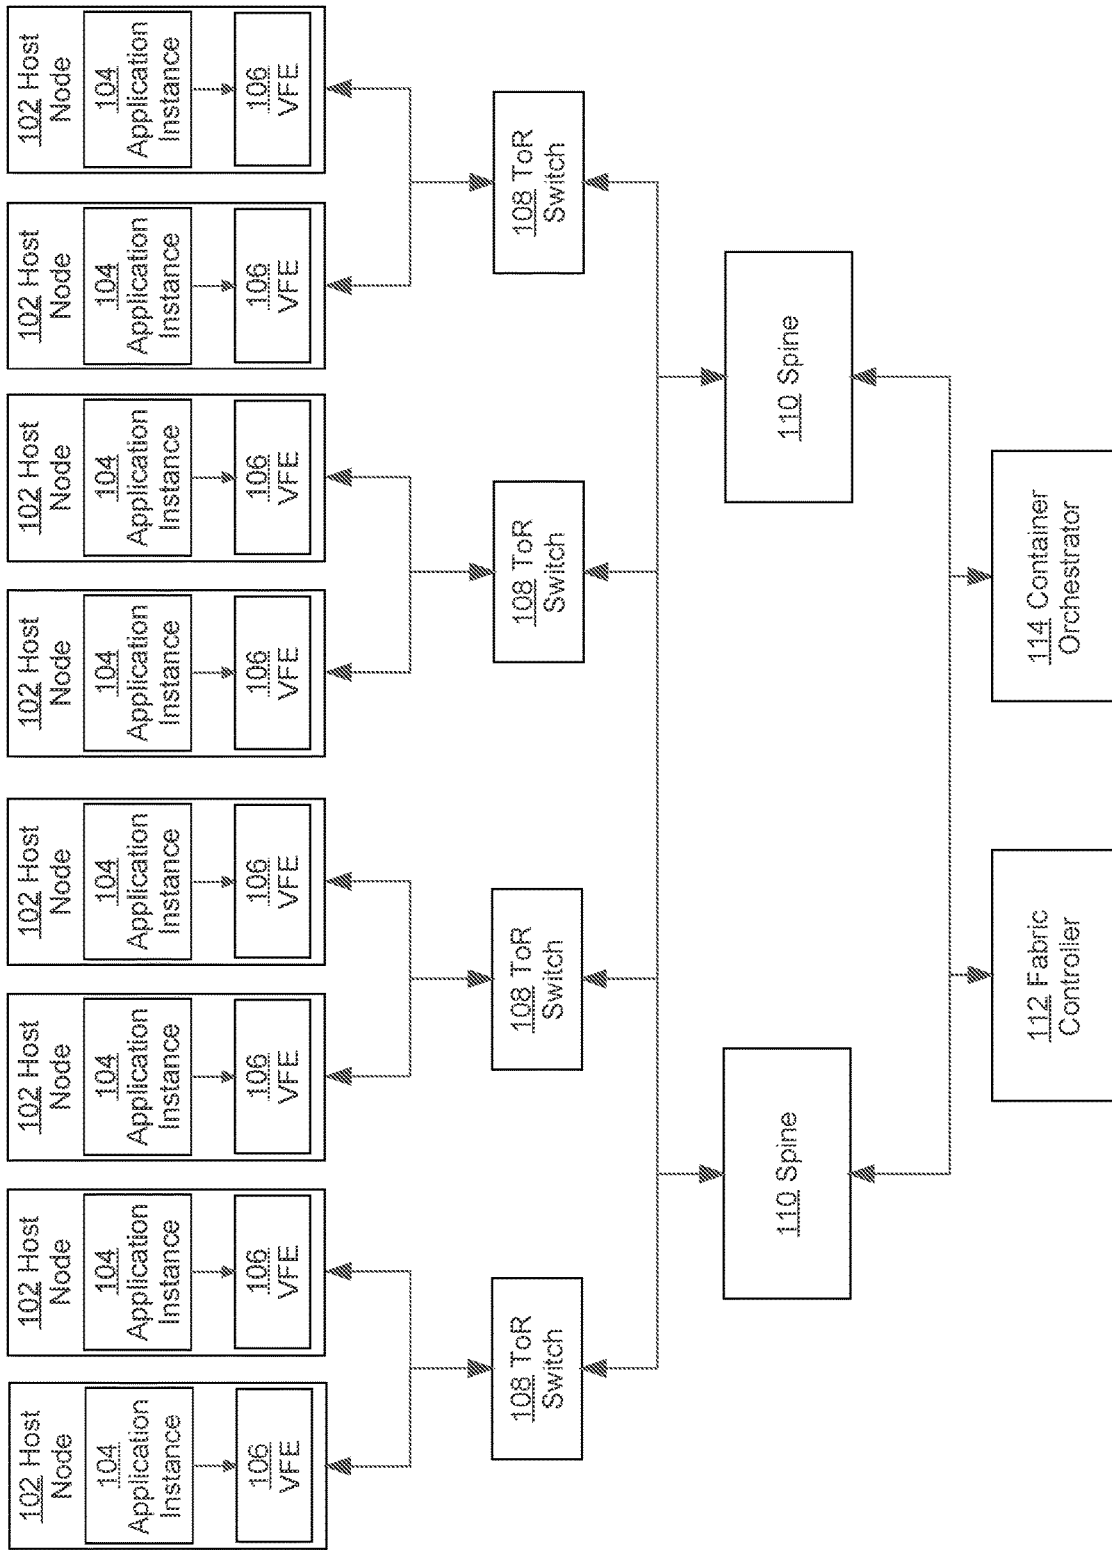 102 Host
Node
104
Application
Instance
106
VFE
102 Host
Node
104
Application
Instance
106
VFE
102 Host
Node
104
Application
Instance
106
VFE
102 Host
Node
104
Application
Instance
106
VFE
102 Host
Node
104
Application
Instance
106
VFE
102 Host
Node
104
Application
Instance
106
VFE
102 Host
Node
104
Application
Instance
106
VFE
102 Host
Node
104
Application
Instance
106
VFE
108 ToR
Switch
108 ToR
Switch
108 ToR
Switch
108 ToR
Switch
110 Spine
110 Spine
112 Fabric
Controller
114 Container
Orchestrator